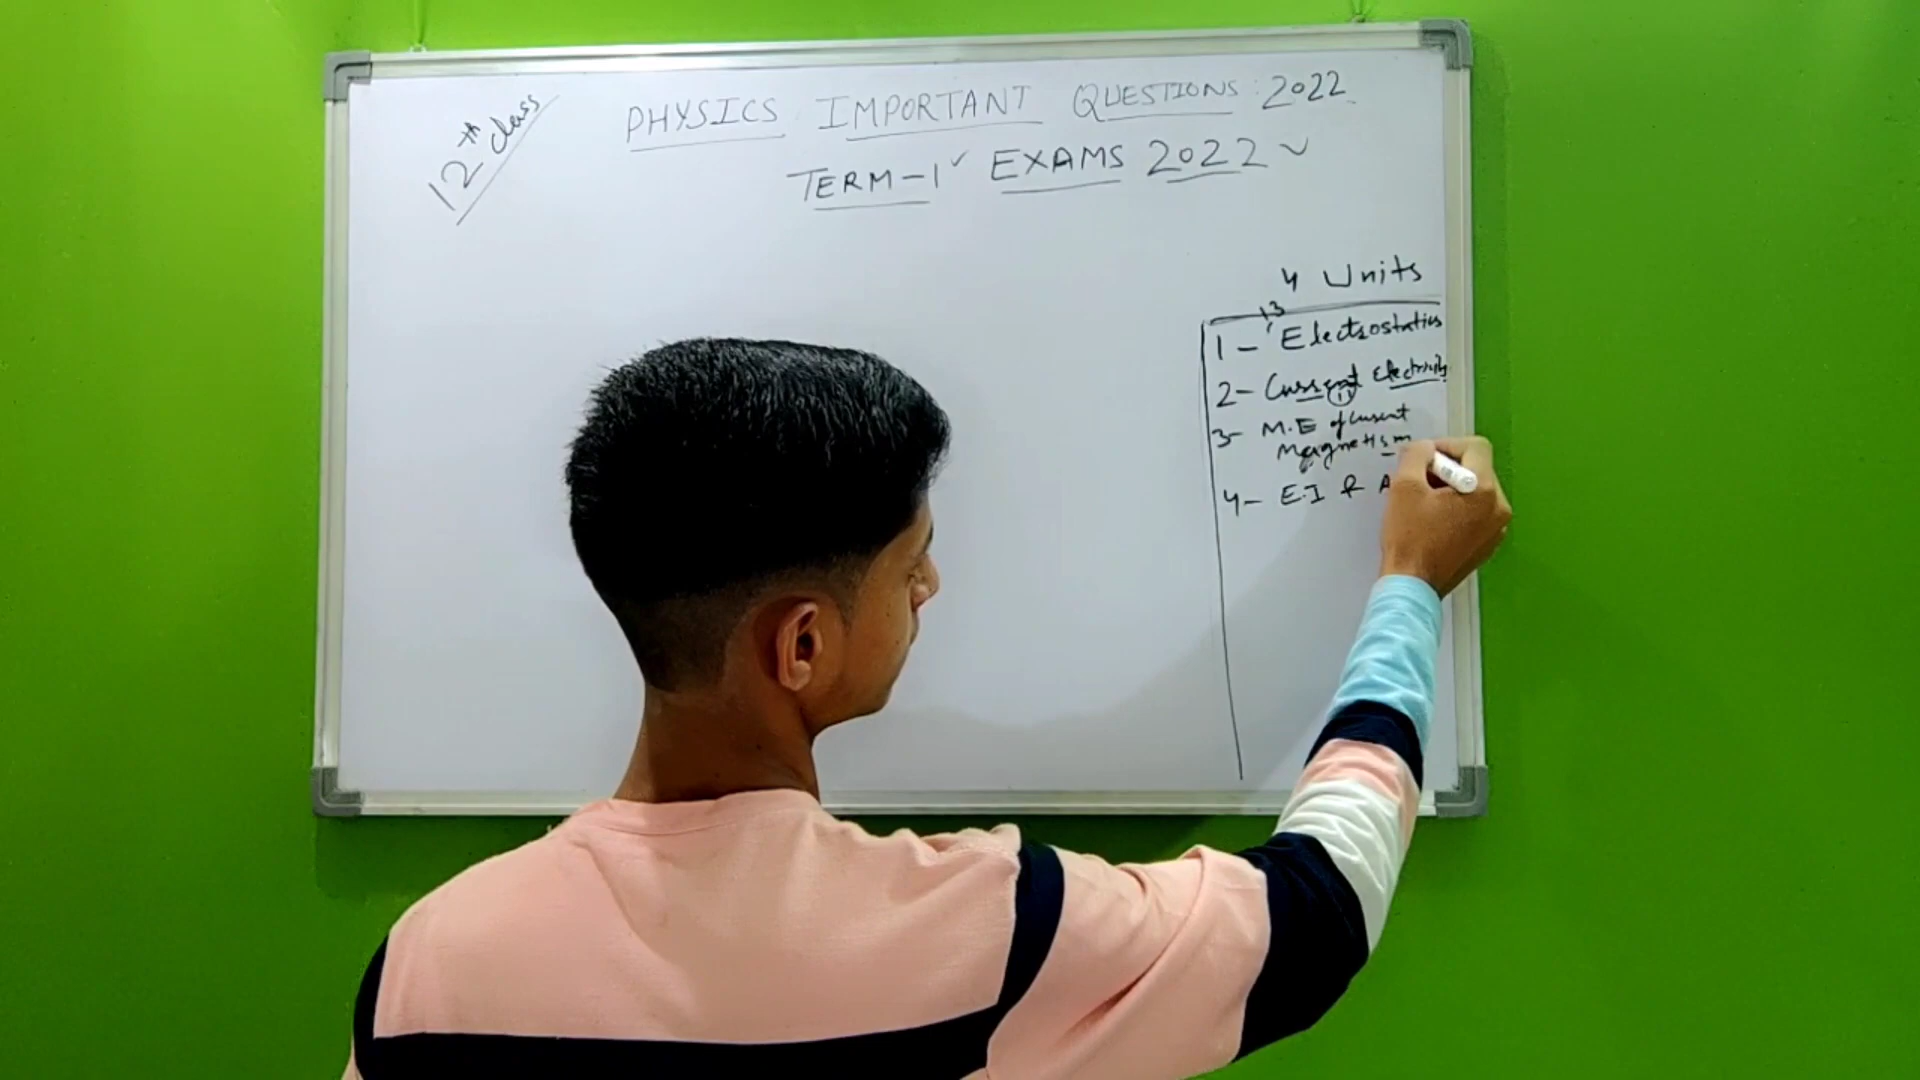 12th class
PHYSICS IMPORTANT QUESTIONS : 2022
TERM-1 ✓ EXAMS 2022 ✓
4 Units
13
1- Electrostatics
2- Current Electricity
11
3- M.E of Current
Magnetism
4- E.I & A